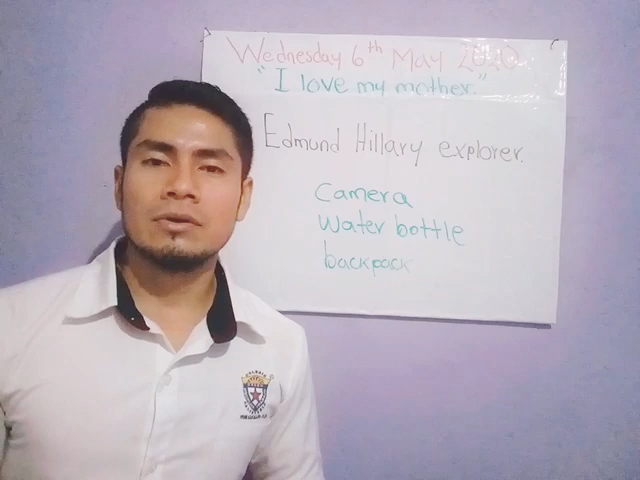 Wednesday 6th May 2020
"I love my mother."
Edmund Hillary explorer.
Camera
Water bottle
backpack